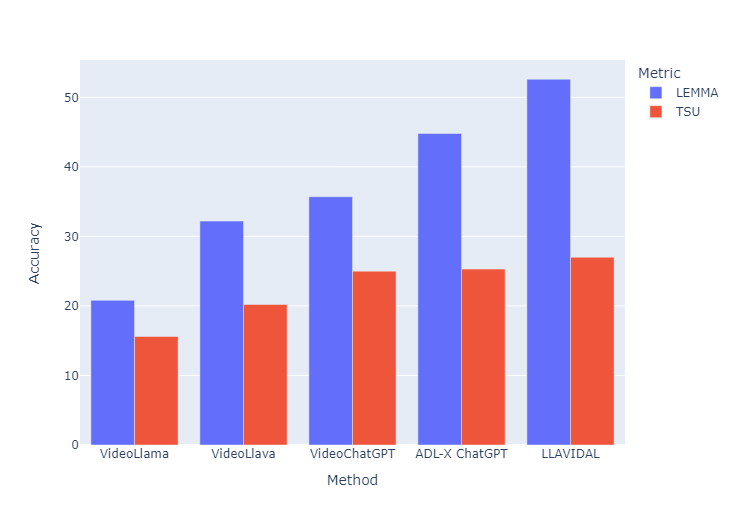 Metric
LEMMA
TSU
50
40
30
20
10
0
Accuracy
VideoLlama VideoLlava VideoChatGPT ADL-X ChatGPT LLAVIDAL
Method